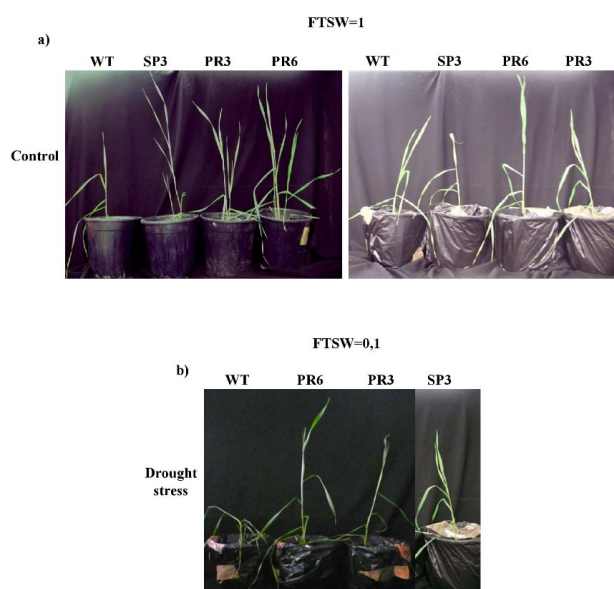 FTSW=1
a)
WT SP3 PR3 PR6 WT SP3 PR6 PR3
Control
FTSW=0,1
b)
WT PR6 PR3 SP3
Drought
stress